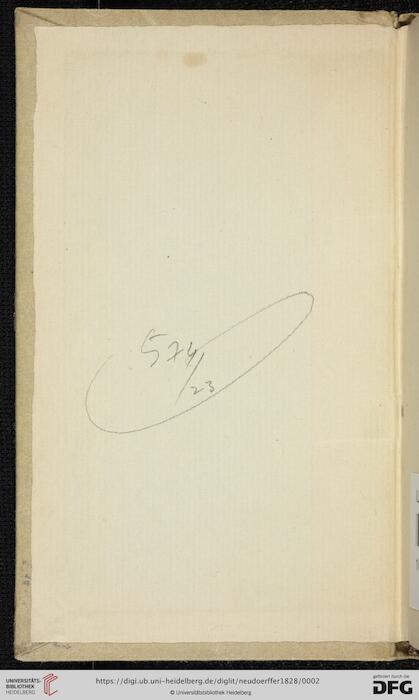 574/23
UNIVERSITÄTS-
BIBLIOTHEK
HEIDELBERG
https://digi.ub.uni-heidelberg.de/diglit/neudoerffer1828/0002
© Universitätsbibliothek Heidelberg
gefördert durch die
DFG